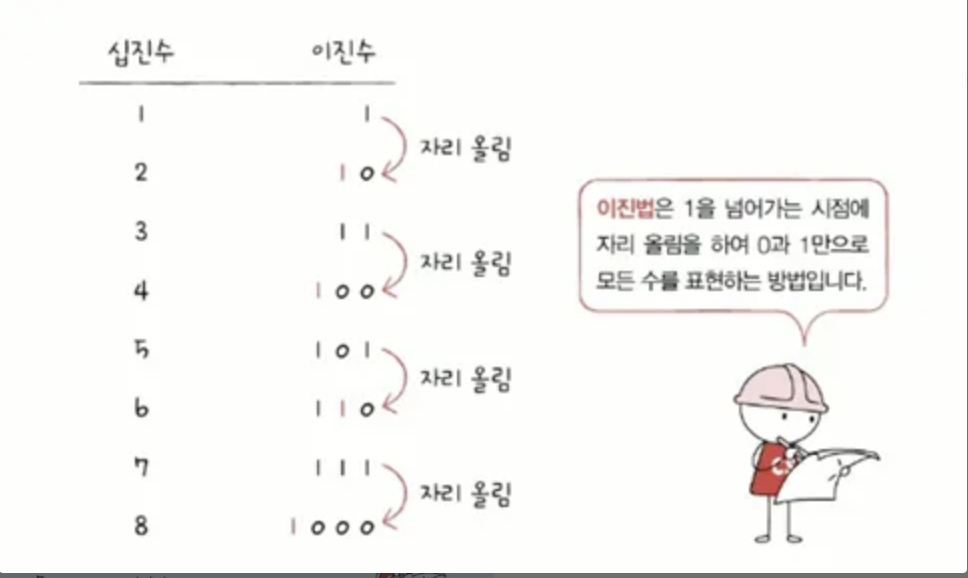 십진수 이진수
1 1
자리 올림
2 10
3 11
자리 올림
4 100
5 101
자리 올림
6 110
7 111
자리 올림
8 1000
이진법은 1을 넘어가는 시점에
자리 올림을 하여 0과 1만으로
모든 수를 표현하는 방법입니다.